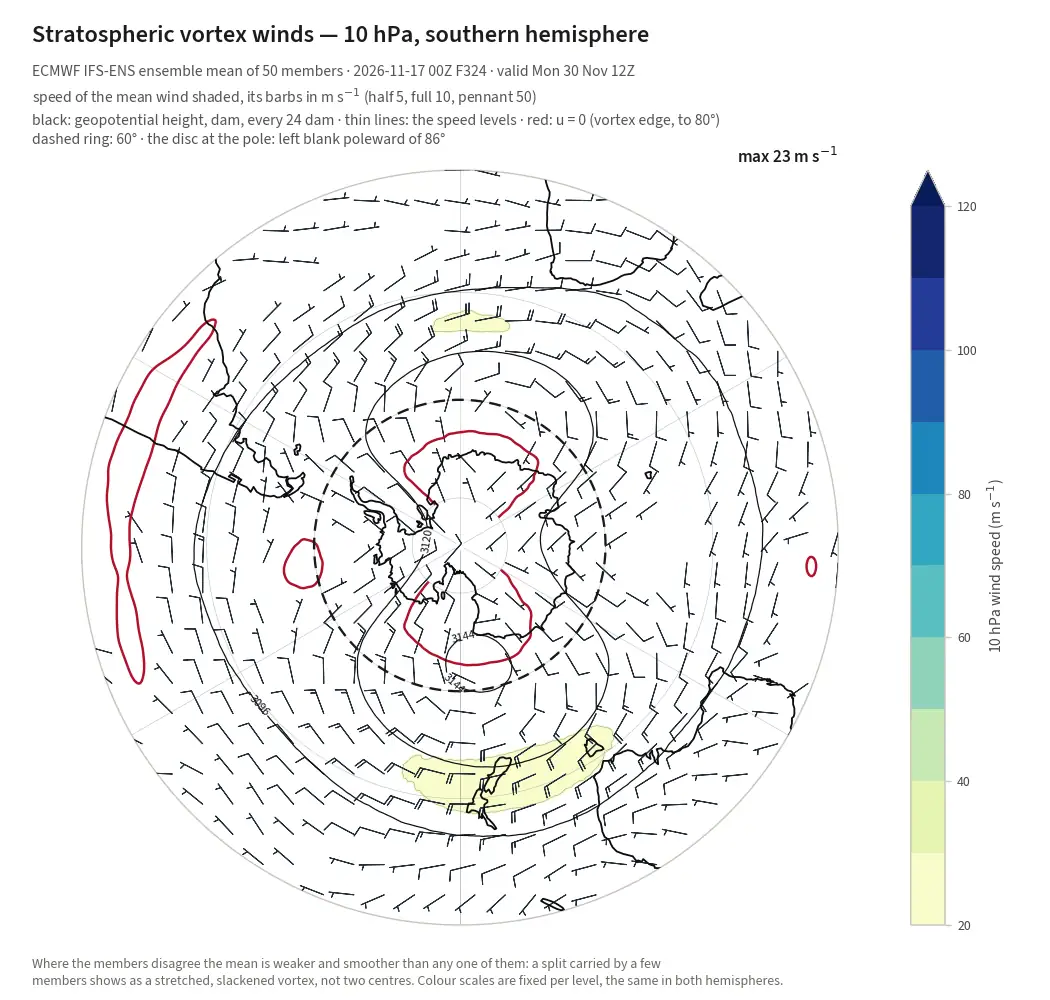 Stratospheric vortex winds — 10 hPa, southern hemisphere
ECMWF IFS-ENS ensemble mean of 50 members · 2026-11-17 00Z F324 · valid Mon 30 Nov 12Z
speed of the mean wind shaded, its barbs in m s⁻¹ (half 5, full 10, pennant 50)
black: geopotential height, dam, every 24 dam · thin lines: the speed levels · red: u = 0 (vortex edge, to 80°)
dashed ring: 60° · the disc at the pole: left blank poleward of 86°
max 23 m s⁻¹
120
100
80
60
40
20
10 hPa wind speed (m s⁻¹)
3120
3144
3144
3096
Where the members disagree the mean is weaker and smoother than any one of them: a split carried by a few
members shows as a stretched, slackened vortex, not two centres. Colour scales are fixed per level, the same in both hemispheres.